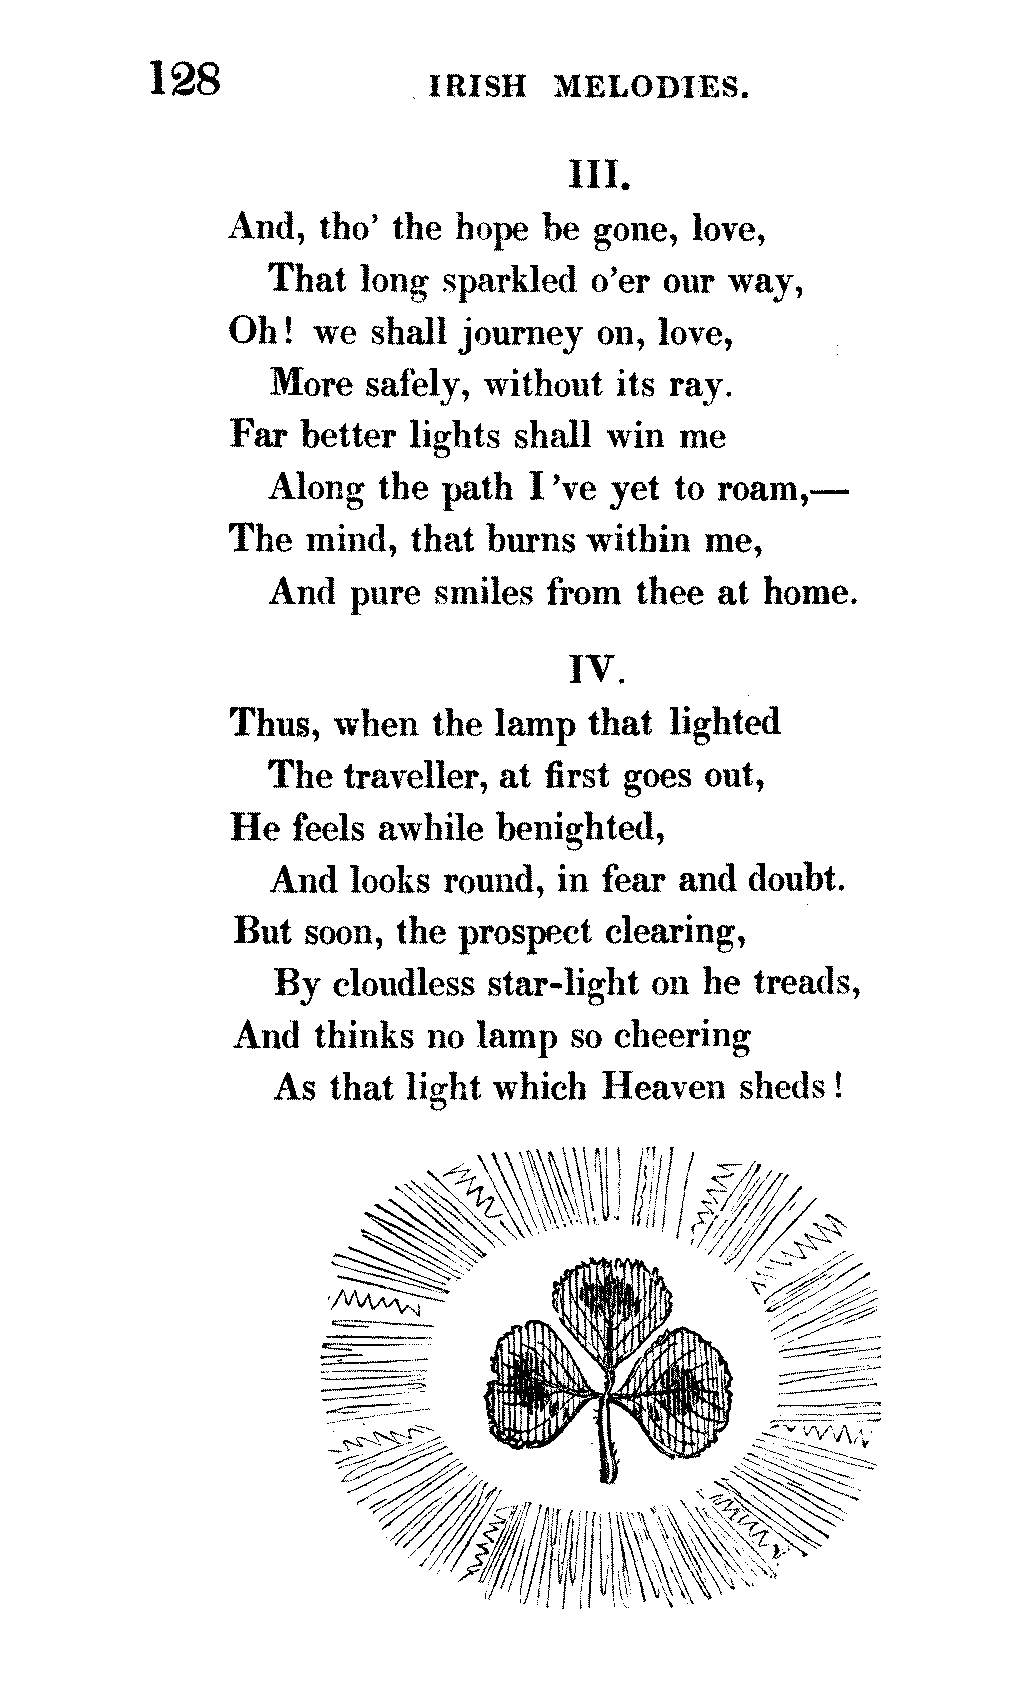 128 IRISH MELODIES.
III.
And, tho' the hope be gone, love,
That long sparkled o'er our way,
Oh! we shall journey on, love,
More safely, without its ray.
Far better lights shall win me
Along the path I've yet to roam,—
The mind, that burns within me,
And pure smiles from thee at home.
IV.
Thus, when the lamp that lighted
The traveller, at first goes out,
He feels awhile benighted,
And looks round, in fear and doubt.
But soon, the prospect clearing,
By cloudless star-light on he treads,
And thinks no lamp so cheering
As that light which Heaven sheds!